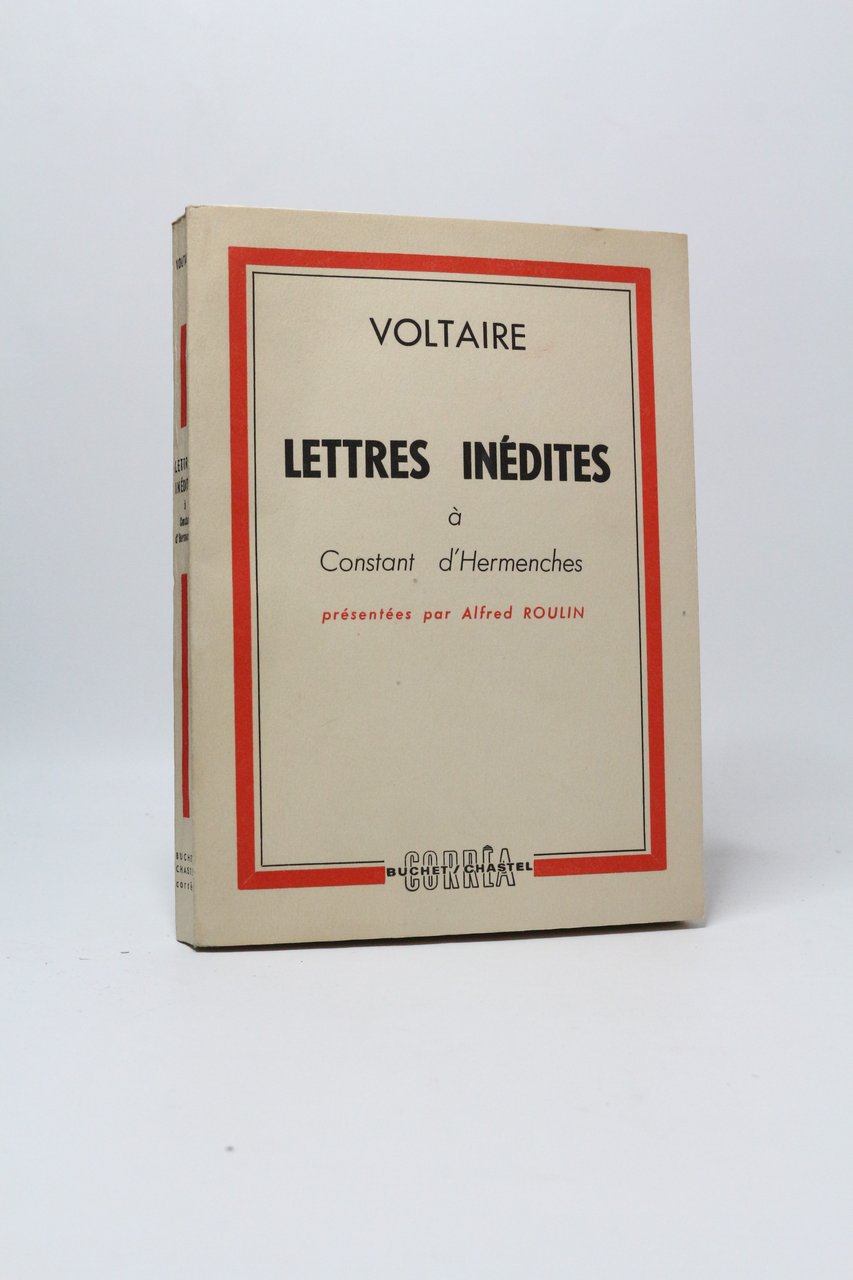 VOLTAIRE
LETTRES INÉDITES
à
Constant d'Hermenches
présentées par Alfred ROULIN
CORRÊA
BUCHET/CHASTEL